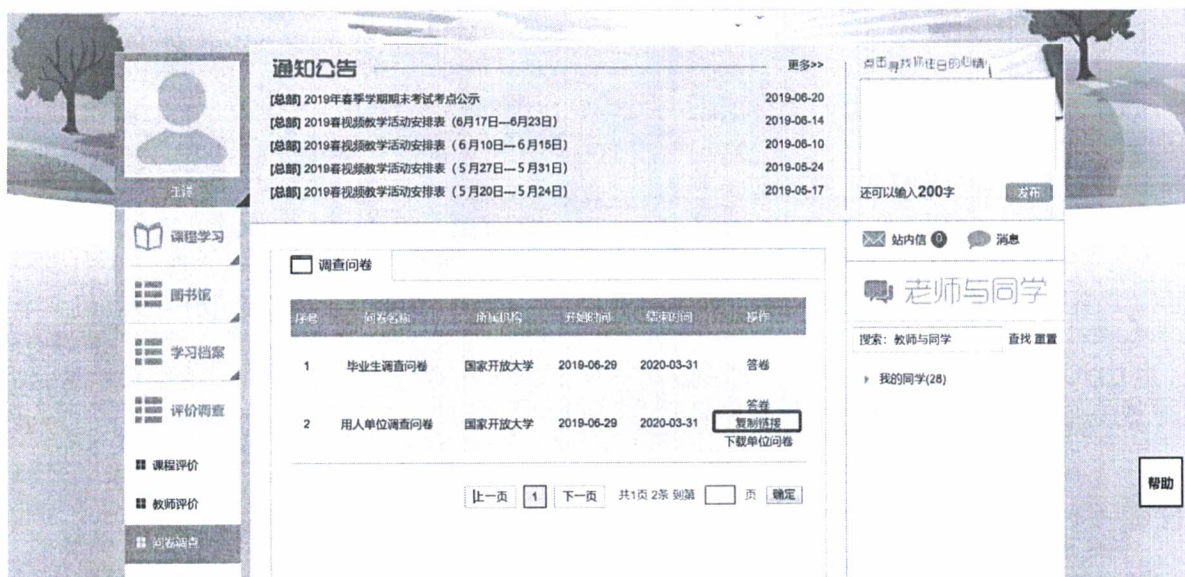 通知公告
更多>>
[总部] 2019年春季学期期末考试考点公示 2019-06-20
[总部] 2019春视频教学活动安排表（6月17日---6月23日） 2019-06-14
[总部] 2019春视频教学活动安排表（6月10日---6月15日） 2019-06-10
[总部] 2019春视频教学活动安排表（5月27日---5月31日） 2019-05-24
[总部] 2019春视频教学活动安排表（5月20日---5月24日） 2019-05-17
还可以输入200字 发布
课程学习
图书馆
学习档案
评价调查
课程评价
教师评价
问卷调查
调查问卷
序号 问卷名称 所属机构 开始时间 结束时间 操作
1 毕业生调查问卷 国家开放大学 2019-06-29 2020-03-31 答卷
2 用人单位调查问卷 国家开放大学 2019-06-29 2020-03-31 答卷
复制链接
下载单位问卷
上一页 1 下一页 共1页 2条 到第 页 确定
站内信 0 消息
老师与同学
搜索：教师与同学 查找 重置
我的同学(28)
帮助